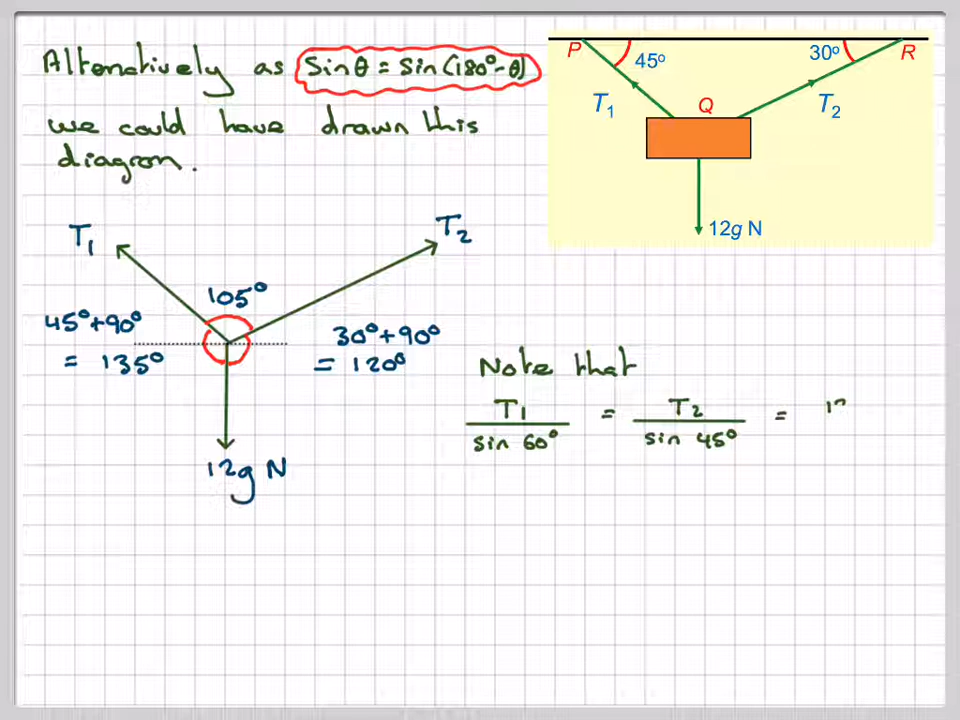 Alternatively as sinθ = sin(180°-θ)
we could have drawn this
diagram.
P
45°
30°
R
T1
Q
T2
12g N
T1
T2
105°
45°+90°
= 135°
30°+90°
= 120°
12g N
Note that
T1 / sin 60° = T2 / sin 45° =